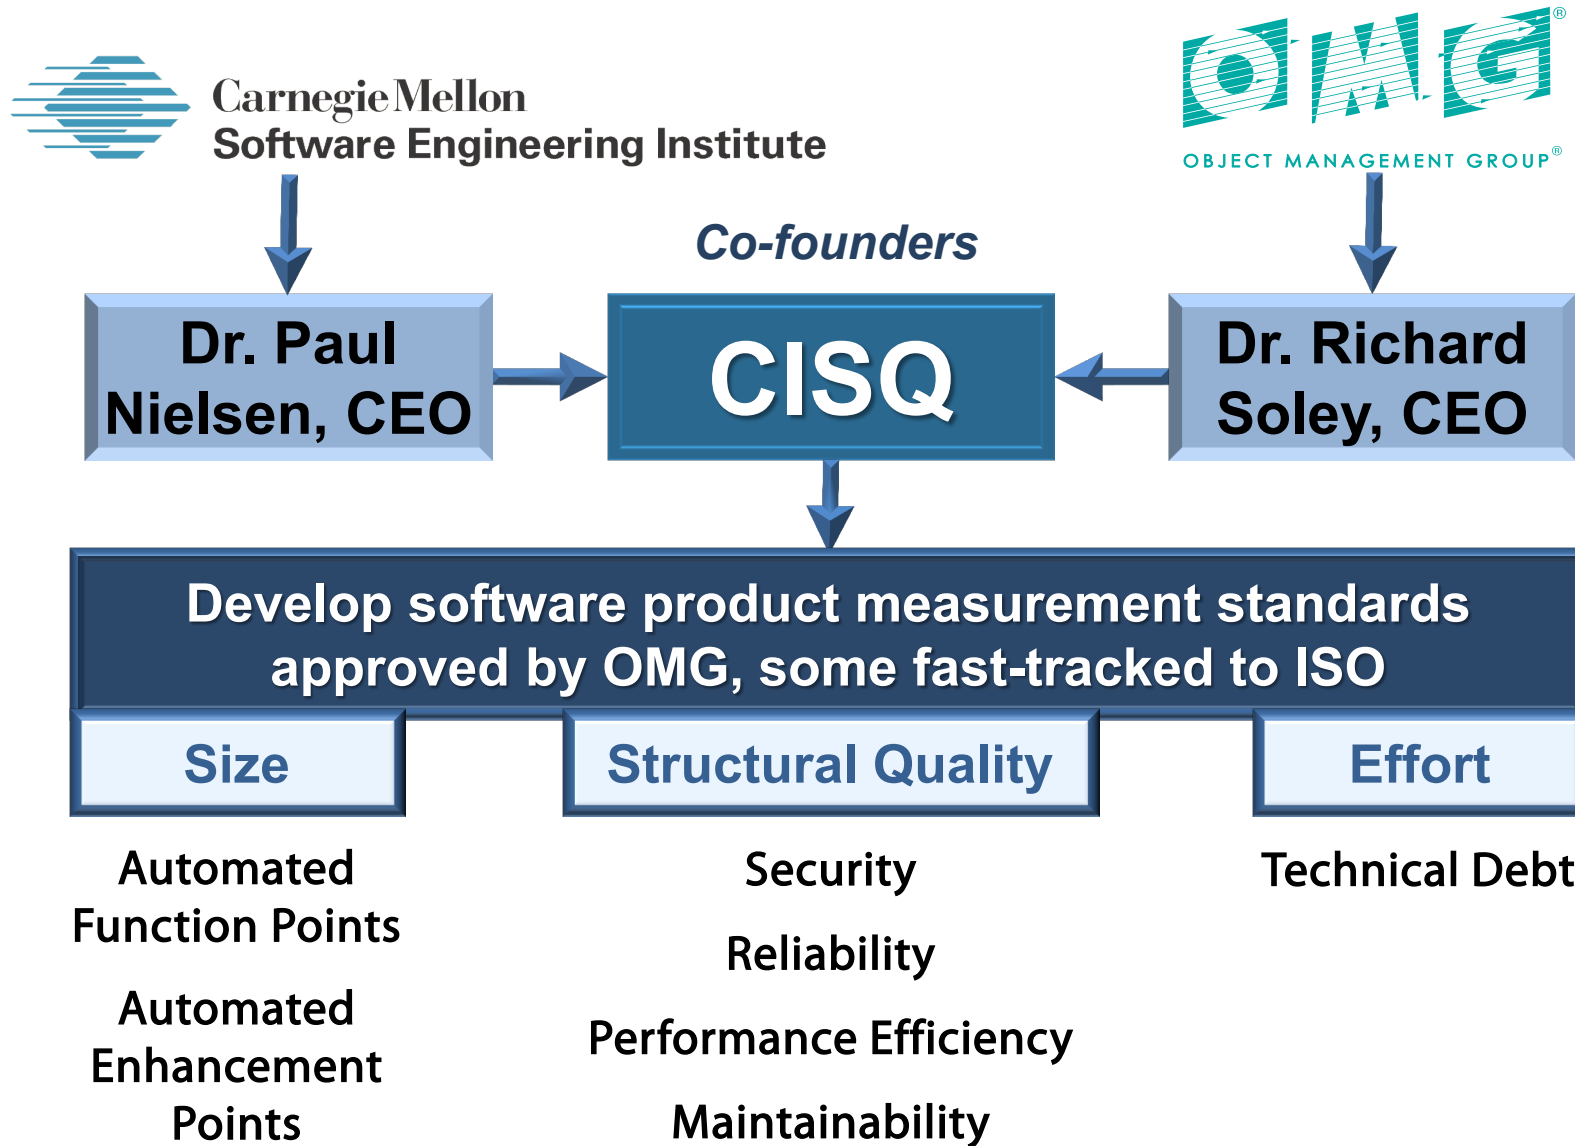 Carnegie Mellon
Software Engineering Institute
OMG®
OBJECT MANAGEMENT GROUP®
Co-founders
Dr. Paul
Nielsen, CEO
CISQ
Dr. Richard
Soley, CEO
Develop software product measurement standards
approved by OMG, some fast-tracked to ISO
Size
Structural Quality
Effort
Automated
Function Points
Automated
Enhancement
Points
Security
Reliability
Performance Efficiency
Maintainability
Technical Debt